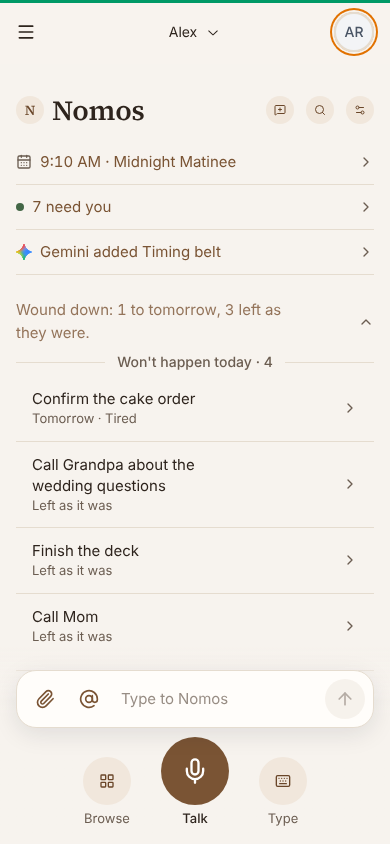 Alex
AR
N
Nomos
9:10 AM · Midnight Matinee
7 need you
Gemini added Timing belt
Wound down: 1 to tomorrow, 3 left as
they were.
Won't happen today · 4
Confirm the cake order
Tomorrow · Tired
Call Grandpa about the
wedding questions
Left as it was
Finish the deck
Left as it was
Call Mom
Left as it was
@
Type to Nomos
Browse
Talk
Type